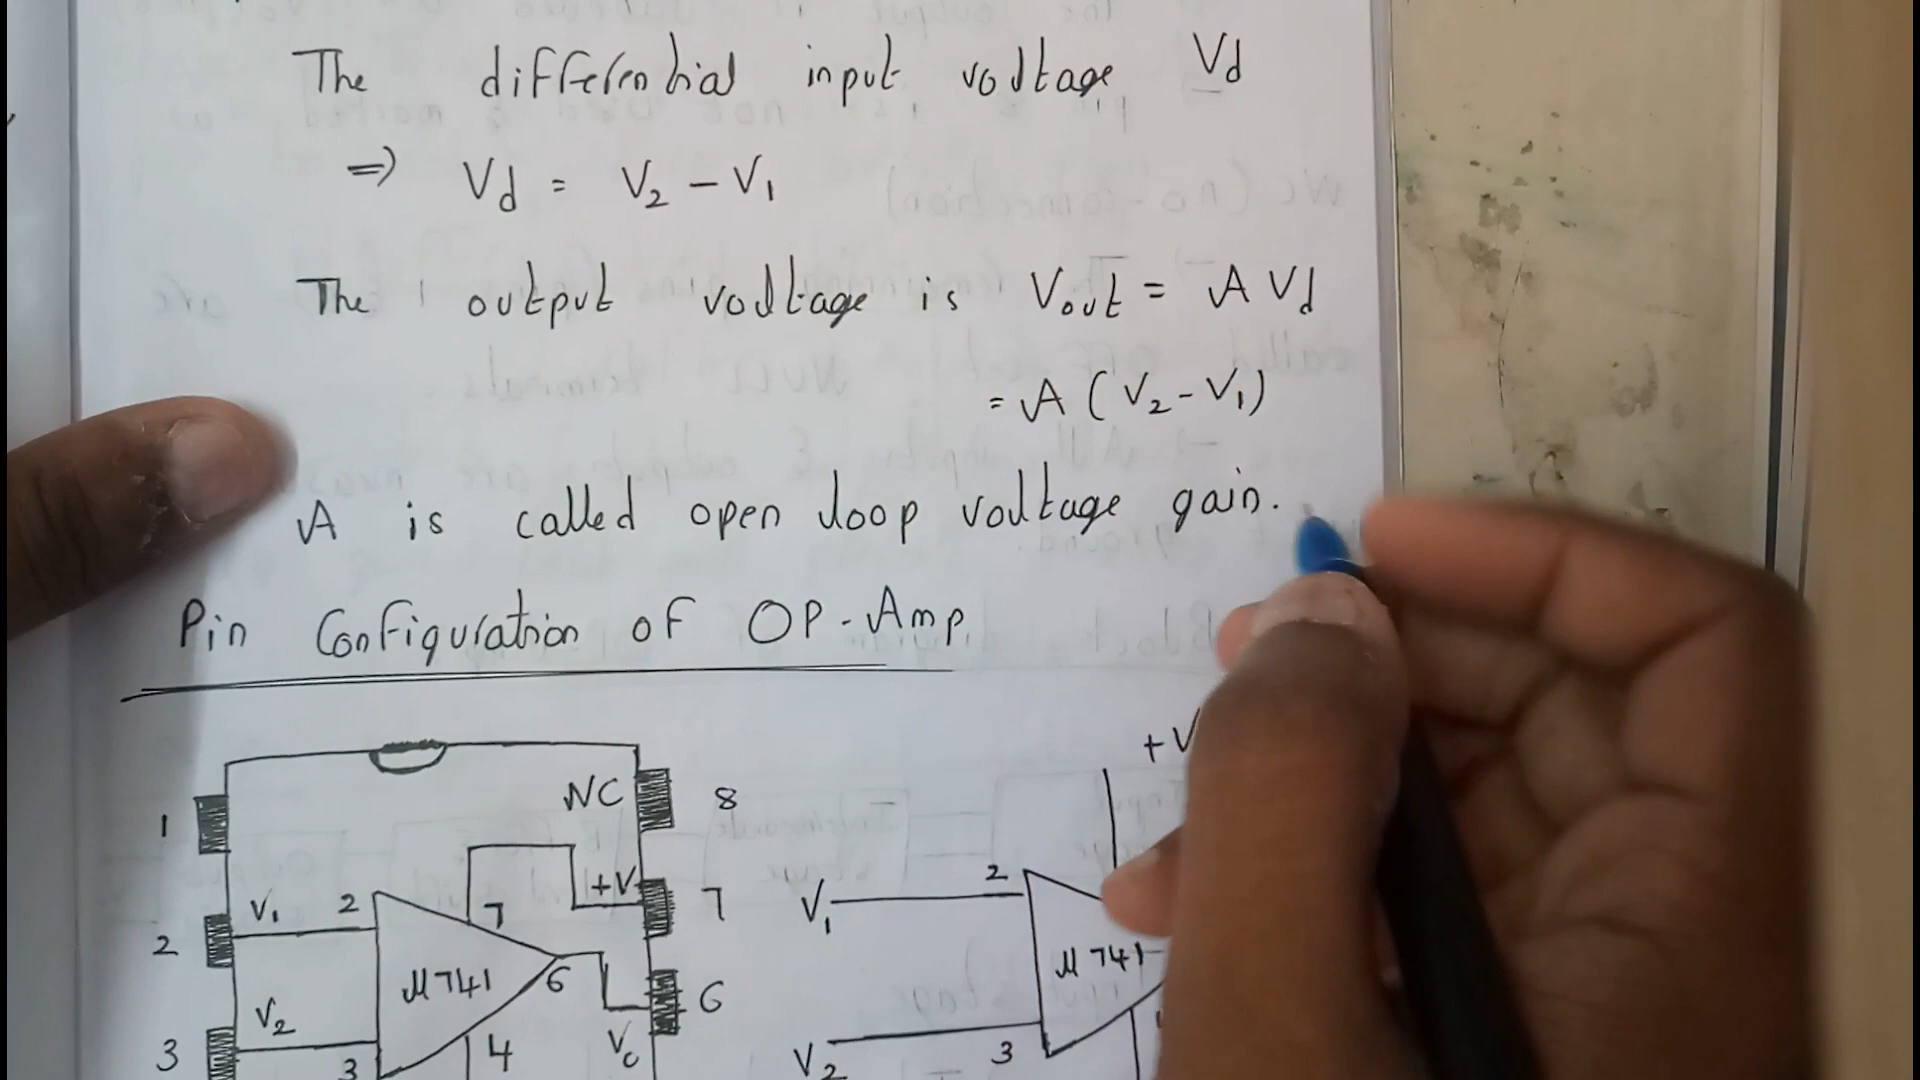 The differential input voltage Vd
=> Vd = V2 - V1
The output voltage is Vout = A Vd
= A (V2 - V1)
A is called open loop voltage gain.
Pin Configuration of OP-Amp
NC
8
1
+V
+V
7
7
V1
2
2
V1
2
μ741
6
6
μ741
V2
3
3
4
Vo
V2
3